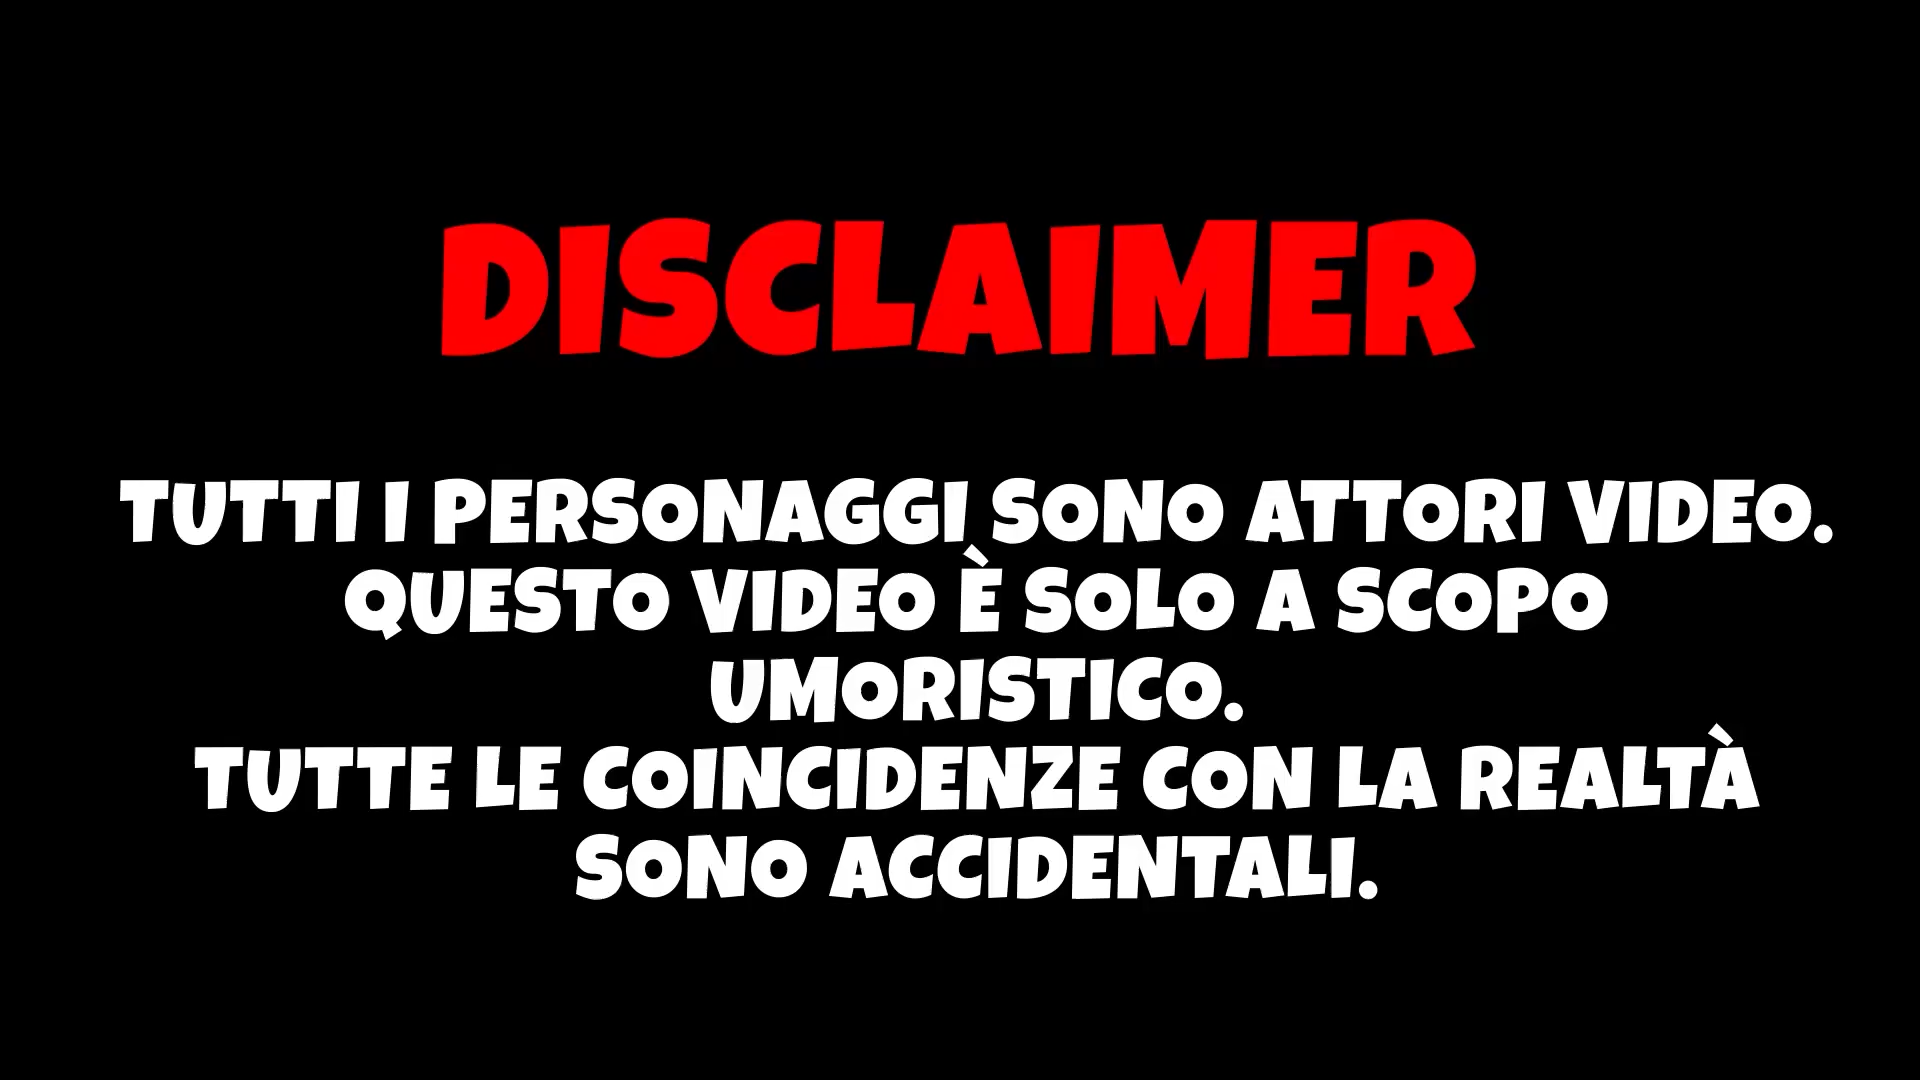 DISCLAIMER
TUTTI I PERSONAGGI SONO ATTORI VIDEO.
QUESTO VIDEO È SOLO A SCOPO
UMORISTICO.
TUTTE LE COINCIDENZE CON LA REALTÀ
SONO ACCIDENTALI.